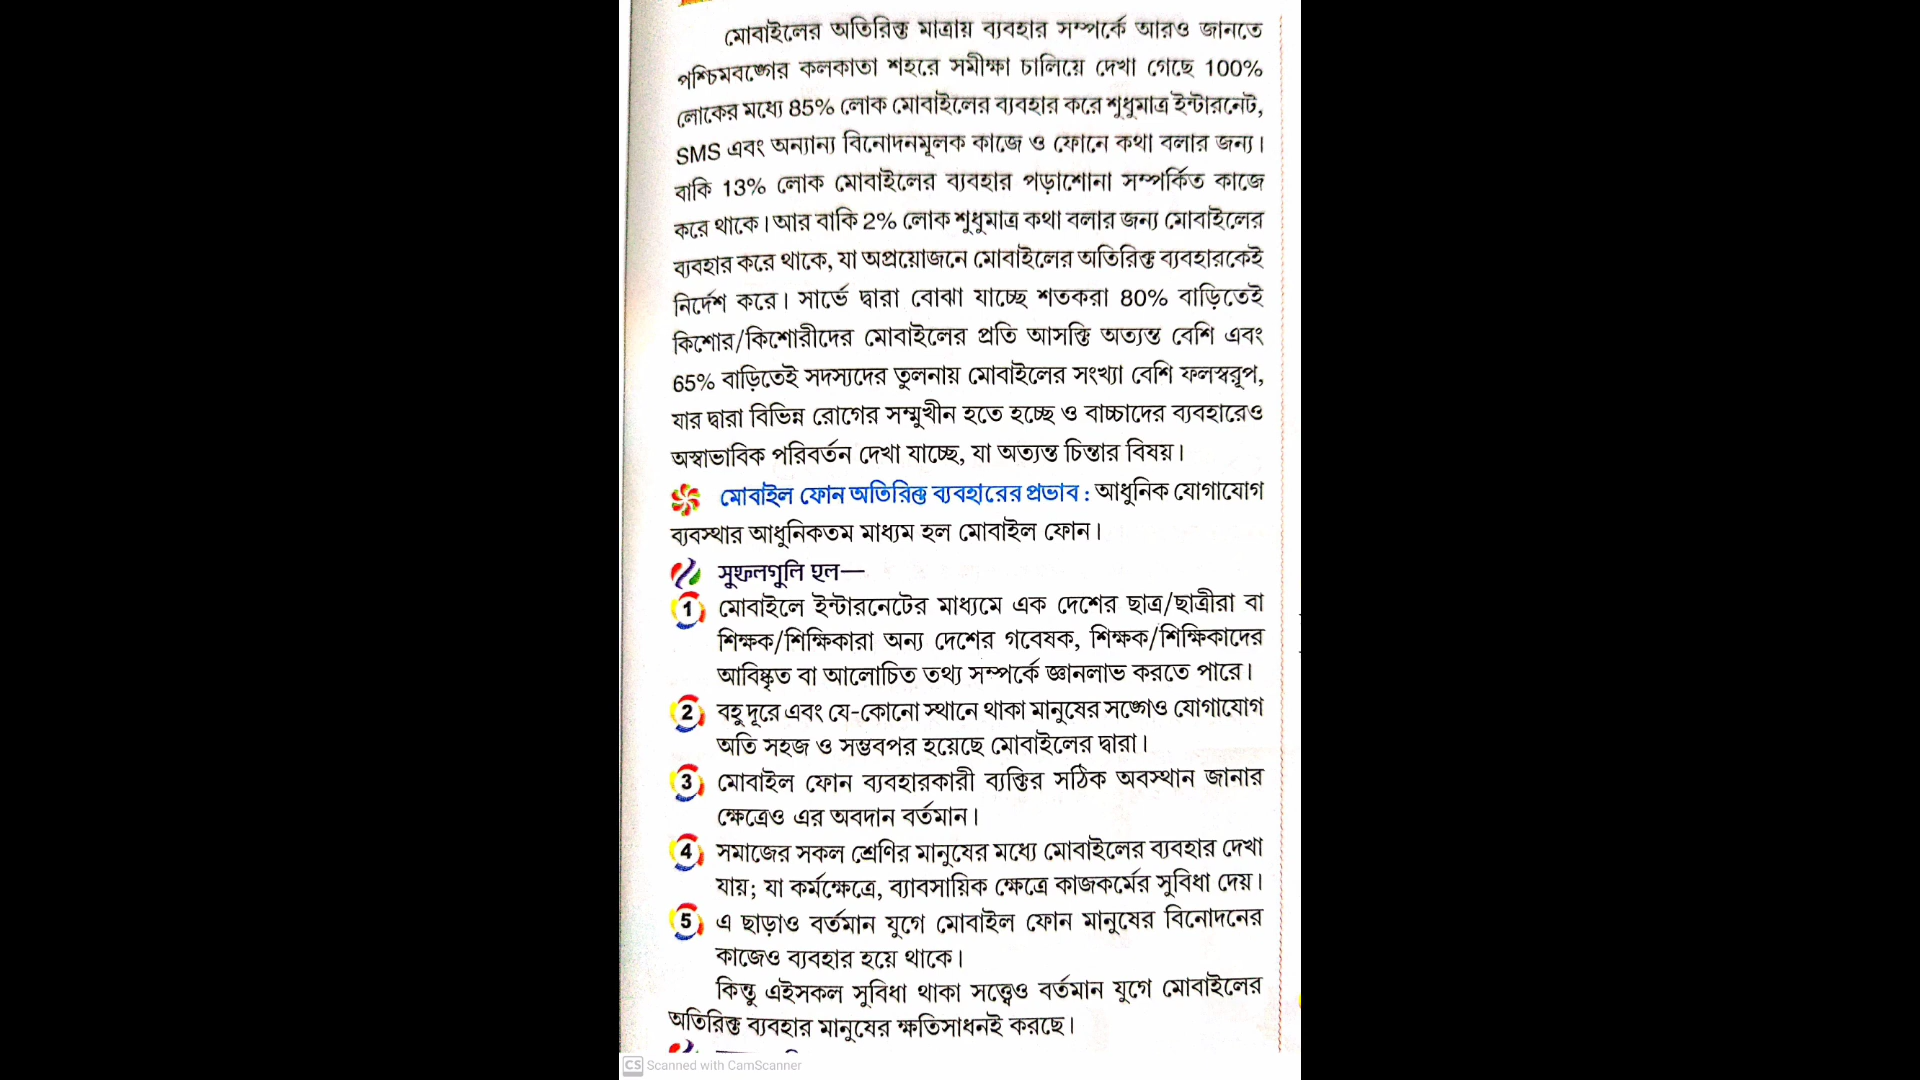 মোবাইলের অতিরিক্ত মাত্রায় ব্যবহার সম্পর্কে আরও জানতে
পশ্চিমবঙ্গের কলকাতা শহরে সমীক্ষা চালিয়ে দেখা গেছে 100%
লোকের মধ্যে 85% লোক মোবাইলের ব্যবহার করে শুধুমাত্র ইন্টারনেট,
SMS এবং অন্যান্য বিনোদনমূলক কাজে ও ফোনে কথা বলার জন্য।
বাকি 13% লোক মোবাইলের ব্যবহার পড়াশোনা সম্পর্কিত কাজে
করে থাকে। আর বাকি 2% লোক শুধুমাত্র কথা বলার জন্য মোবাইলের
ব্যবহার করে থাকে, যা অপ্রয়োজনে মোবাইলের অতিরিক্ত ব্যবহারকেই
নির্দেশ করে। সার্ভে দ্বারা বোঝা যাচ্ছে শতকরা 80% বাড়িতেই
কিশোর/কিশোরীদের মোবাইলের প্রতি আসক্তি অত্যন্ত বেশি এবং
65% বাড়িতেই সদস্যদের তুলনায় মোবাইলের সংখ্যা বেশি ফলস্বরূপ,
যার দ্বারা বিভিন্ন রোগের সম্মুখীন হতে হচ্ছে ও বাচ্চাদের ব্যবহারেও
অস্বাভাবিক পরিবর্তন দেখা যাচ্ছে, যা অত্যন্ত চিন্তার বিষয়।
মোবাইল ফোন অতিরিক্ত ব্যবহারের প্রভাব : আধুনিক যোগাযোগ
ব্যবস্থার আধুনিকতম মাধ্যম হল মোবাইল ফোন।
সুফলগুলি হল—
1 মোবাইলে ইন্টারনেটের মাধ্যমে এক দেশের ছাত্র/ছাত্রীরা বা
শিক্ষক/শিক্ষিকারা অন্য দেশের গবেষক, শিক্ষক/শিক্ষিকাদের
আবিষ্কৃত বা আলোচিত তথ্য সম্পর্কে জ্ঞানলাভ করতে পারে।
2 বহু দূরে এবং যে-কোনো স্থানে থাকা মানুষের সঙ্গেও যোগাযোগ
অতি সহজ ও সম্ভবপর হয়েছে মোবাইলের দ্বারা।
3 মোবাইল ফোন ব্যবহারকারী ব্যক্তির সঠিক অবস্থান জানার
ক্ষেত্রেও এর অবদান বর্তমান।
4 সমাজের সকল শ্রেণির মানুষের মধ্যে মোবাইলের ব্যবহার দেখা
যায়; যা কর্মক্ষেত্রে, ব্যাবসায়িক ক্ষেত্রে কাজকর্মের সুবিধা দেয়।
5 এ ছাড়াও বর্তমান যুগে মোবাইল ফোন মানুষের বিনোদনের
কাজেও ব্যবহার হয়ে থাকে।
কিন্তু এইসকল সুবিধা থাকা সত্ত্বেও বর্তমান যুগে মোবাইলের
অতিরিক্ত ব্যবহার মানুষের ক্ষতিসাধনই করছে।
CS Scanned with CamScanner